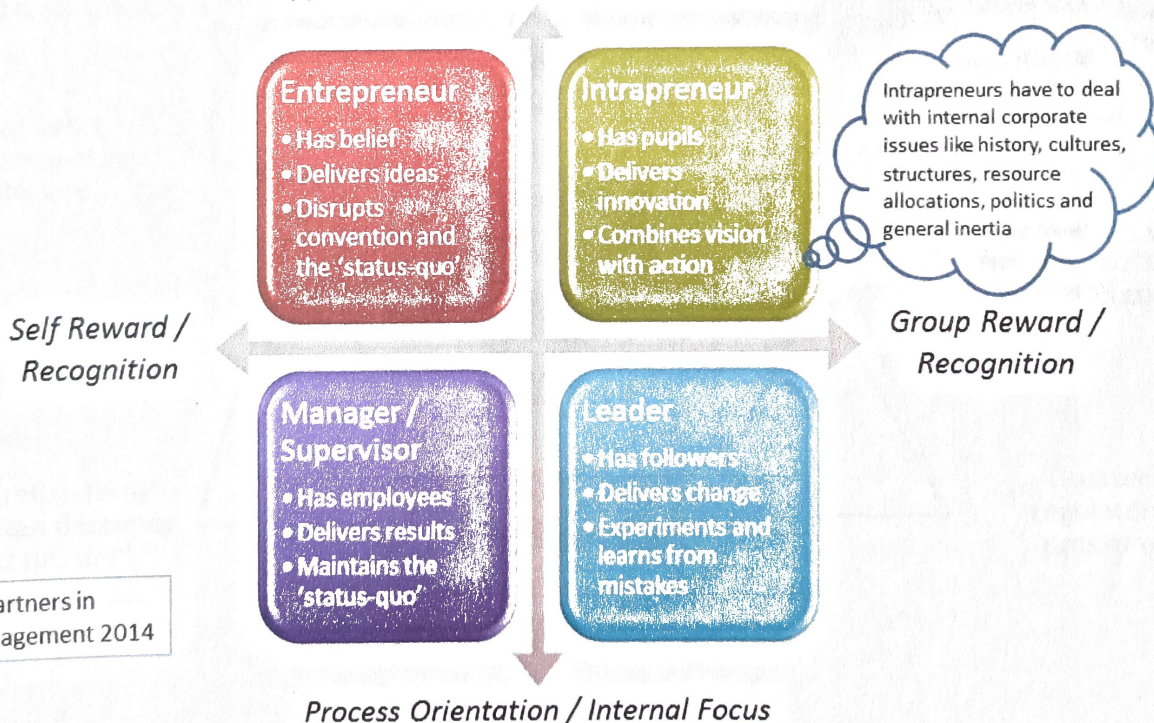 Entrepreneur
• Has belief
• Delivers ideas
• Disrupts
convention and
the ‘status-quo’
Intrapreneur
• Has pupils
• Delivers
innovation
• Combines vision
with action
Intrapreneurs have to deal
with internal corporate
issues like history, cultures,
structures, resource
allocations, politics and
general inertia
Self Reward /
Recognition
Group Reward /
Recognition
Manager /
Supervisor
• Has employees
• Delivers results
• Maintains the
‘status-quo’
Leader
• Has followers
• Delivers change
• Experiments and
learns from
mistakes
artners in
agement 2014
Process Orientation / Internal Focus